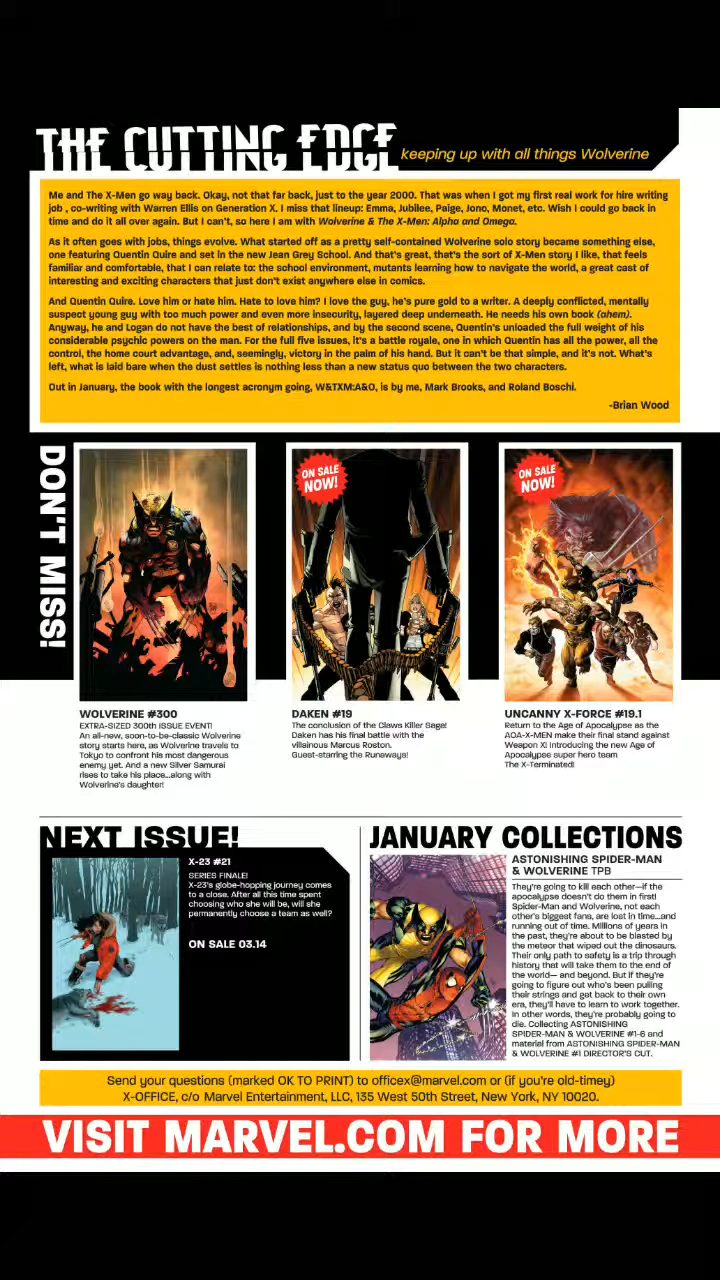 THE CUTTING EDGE
keeping up with all things Wolverine
Me and The X-Men go way back. Okay, not that far back, just to the year 2000. That was when I got my first real work for hire writing
job , co-writing with Warren Ellis on Generation X. I miss that lineup: Emma, Jubilee, Paige, Jono, Monet, etc. Wish I could go back in
time and do it all over again. But I can't, so here I am with Wolverine & The X-Men: Alpha and Omega.
As it often goes with jobs, things evolve. What started off as a pretty self-contained Wolverine solo story became something else,
one featuring Quentin Quire and set in the new Jean Grey School. And that's great, that's the sort of X-Men story I like, that feels
familiar and comfortable, that I can relate to: the school environment, mutants learning how to navigate the world, a great cast of
interesting and exciting characters that just don't exist anywhere else in comics.
And Quentin Quire. Love him or hate him. Hate to love him? I love the guy, he's pure gold to a writer. A deeply conflicted, mentally
suspect young guy with too much power and even more insecurity, layered deep underneath. He needs his own book (ahem).
Anyway, he and Logan do not have the best of relationships, and by the second scene, Quentin's unloaded the full weight of his
considerable psychic powers on the man. For the full five issues, it's a battle royale, one in which Quentin has all the power, all the
control, the home court advantage, and, seemingly, victory in the palm of his hand. But it can't be that simple, and it's not. What's
left, what is laid bare when the dust settles is nothing less than a new status quo between the two characters.
Out in January, the book with the longest acronym going, W&TXM:A&O, is by me, Mark Brooks, and Roland Boschi.
-Brian Wood
DON'T MISS!
WOLVERINE #300
EXTRA-SIZED 300th ISSUE EVENT!
An all-new, soon-to-be-classic Wolverine
story starts here, as Wolverine travels to
Tokyo to confront his most dangerous
enemy yet. And a new Silver Samurai
rises to take his place...along with
Wolverine's daughter!
ON SALE
NOW!
DAKEN #19
The conclusion of the Claws Killer Saga!
Daken has his final battle with the
villainous Marcus Roston.
Guest-starring the Runaways!
ON SALE
NOW!
UNCANNY X-FORCE #19.1
Return to the Age of Apocalypse as the
AOA-X-MEN make their final stand against
Weapon X! Introducing the new Age of
Apocalypse super hero team
The X-Terminated!
NEXT ISSUE!
X-23 #21
SERIES FINALE!
X-23's globe-hopping journey comes
to a close. After all this time spent
choosing who she will be, will she
permanently choose a team as well?
ON SALE 03.14
JANUARY COLLECTIONS
ASTONISHING SPIDER-MAN
& WOLVERINE TPB
They're going to kill each other—if the
apocalypse doesn't do them in first!
Spider-Man and Wolverine, not each
other's biggest fans, are lost in time...and
running out of time. Millions of years in
the past, they're about to be blasted by
the meteor that wiped out the dinosaurs.
Their only path to safety is a trip through
history that will take them to the end of
the world— and beyond. But if they're
going to figure out who's been pulling
their strings and get back to their own
era, they'll have to learn to work together.
In other words, they're probably going to
die. Collecting ASTONISHING
SPIDER-MAN & WOLVERINE #1-6 and
material from ASTONISHING SPIDER-MAN
& WOLVERINE #1 DIRECTOR'S CUT.
Send your questions (marked OK TO PRINT) to officex@marvel.com or (if you're old-timey)
X-OFFICE, c/o Marvel Entertainment, LLC, 135 West 50th Street, New York, NY 10020.
VISIT MARVEL.COM FOR MORE